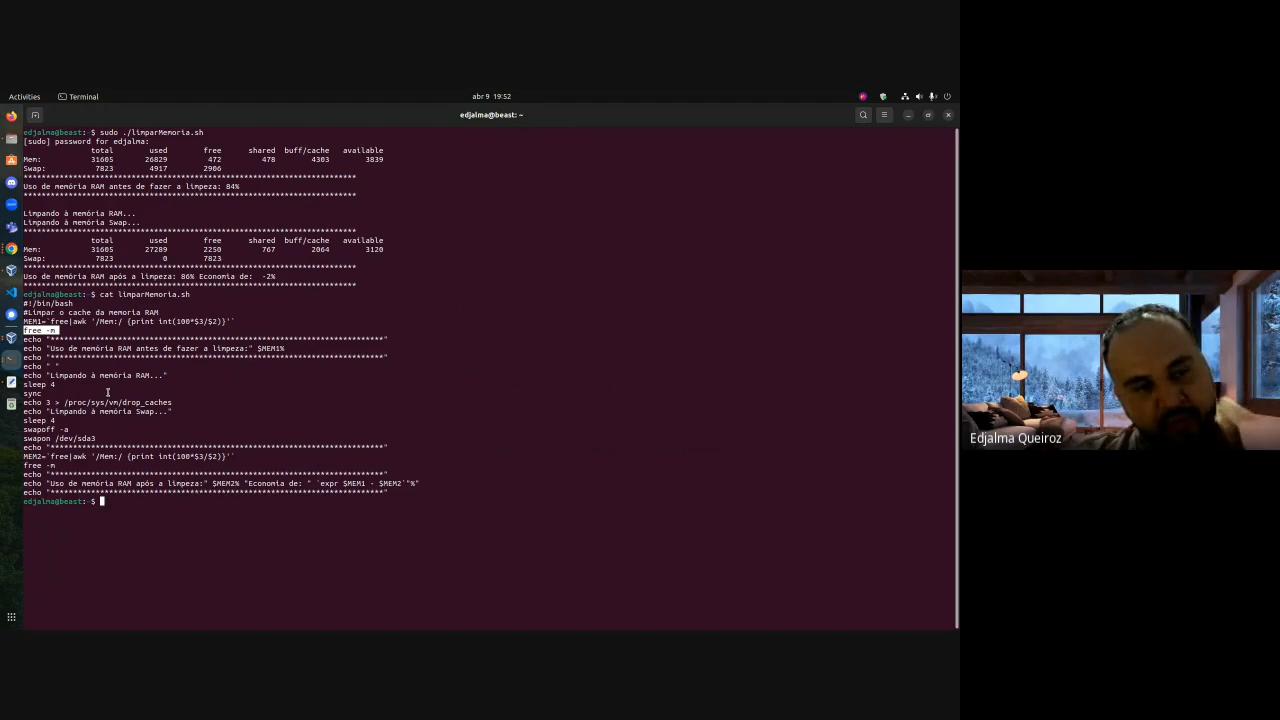 Activities
Terminal
abr 9 19:52
edjalma@beast: ~
edjalma@beast:~$ sudo ./limparMemoria.sh
[sudo] password for edjalma:
total used free shared buff/cache available
Mem: 31605 26829 472 478 4303 3839
Swap: 7823 4917 2906
**************************************************************************
Uso de memória RAM antes de fazer a limpeza: 84%
**************************************************************************
Limpando à memória RAM...
Limpando à memória Swap...
**************************************************************************
total used free shared buff/cache available
Mem: 31605 27289 2250 767 2064 3120
Swap: 7823 0 7823
**************************************************************************
Uso de memória RAM após a limpeza: 86% Economia de:  -2%
**************************************************************************
edjalma@beast:~$ cat limparMemoria.sh
#!/bin/bash
#Limpar o cache da memoria RAM
MEM1=`free|awk '/Mem:/ {print int(100*$3/$2)}'`
free -m
echo "**************************************************************************"
echo "Uso de memória RAM antes de fazer a limpeza:" $MEM1%
echo "**************************************************************************"
echo " "
echo "Limpando à memória RAM..."
sleep 4
sync
echo 3 > /proc/sys/vm/drop_caches
echo "Limpando à memória Swap..."
sleep 4
swapoff -a
swapon /dev/sda3
echo "**************************************************************************"
MEM2=`free|awk '/Mem:/ {print int(100*$3/$2)}'`
free -m
echo "**************************************************************************"
echo "Uso de memória RAM após a limpeza:" $MEM2% "Economia de: " `expr $MEM1 - $MEM2`"%"
echo "**************************************************************************"
edjalma@beast:~$
Edjalma Queiroz